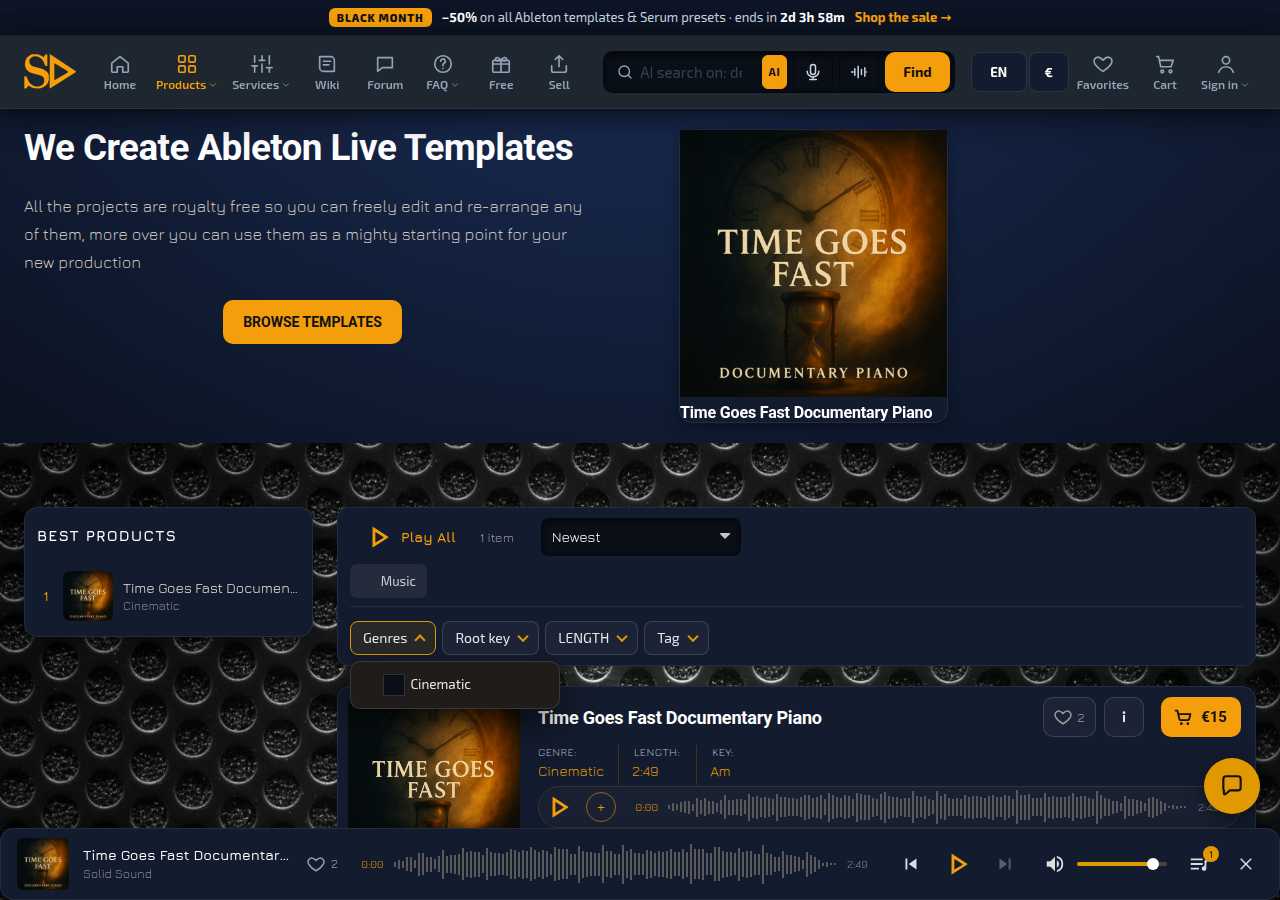 BLACK MONTH −50% on all Ableton templates & Serum presets · ends in 2d 3h 58m Shop the sale →
Home Products Services Wiki Forum FAQ Free Sell
AI search on: AI Find EN € Favorites Cart Sign in
We Create Ableton Live Templates
All the projects are royalty free so you can freely edit and re-arrange any
of them, more over you can use them as a mighty starting point for your
new production
BROWSE TEMPLATES
TIME GOES
FAST
DOCUMENTARY PIANO
Time Goes Fast Documentary Piano
BEST PRODUCTS
1 Time Goes Fast Documen...
Cinematic
Play All 1 item Newest
Music
Genres Root key LENGTH Tag
Cinematic
TIME GOES
FAST
Time Goes Fast Documentary Piano
2 i €15
GENRE: LENGTH: KEY:
Cinematic 2:49 Am
+ 0:00
TIME GOES
FAST
Time Goes Fast Documentar...
Solid Sound
2 0:00 2:49 1